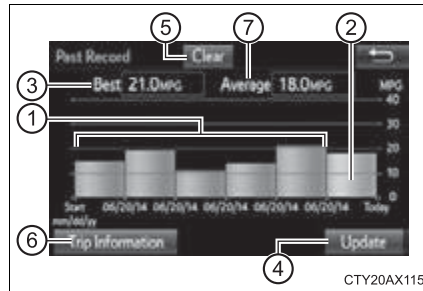 5 7 2
Past Record Clear
3 Best 21.0MPG Average 18.0MPG MPG
40
1
30
20
10
0
Start 06/20/14 06/20/14 06/20/14 06/20/14 06/20/14 Today
mm/dd/yy
6 Trip Information Update
4
CTY20AX115